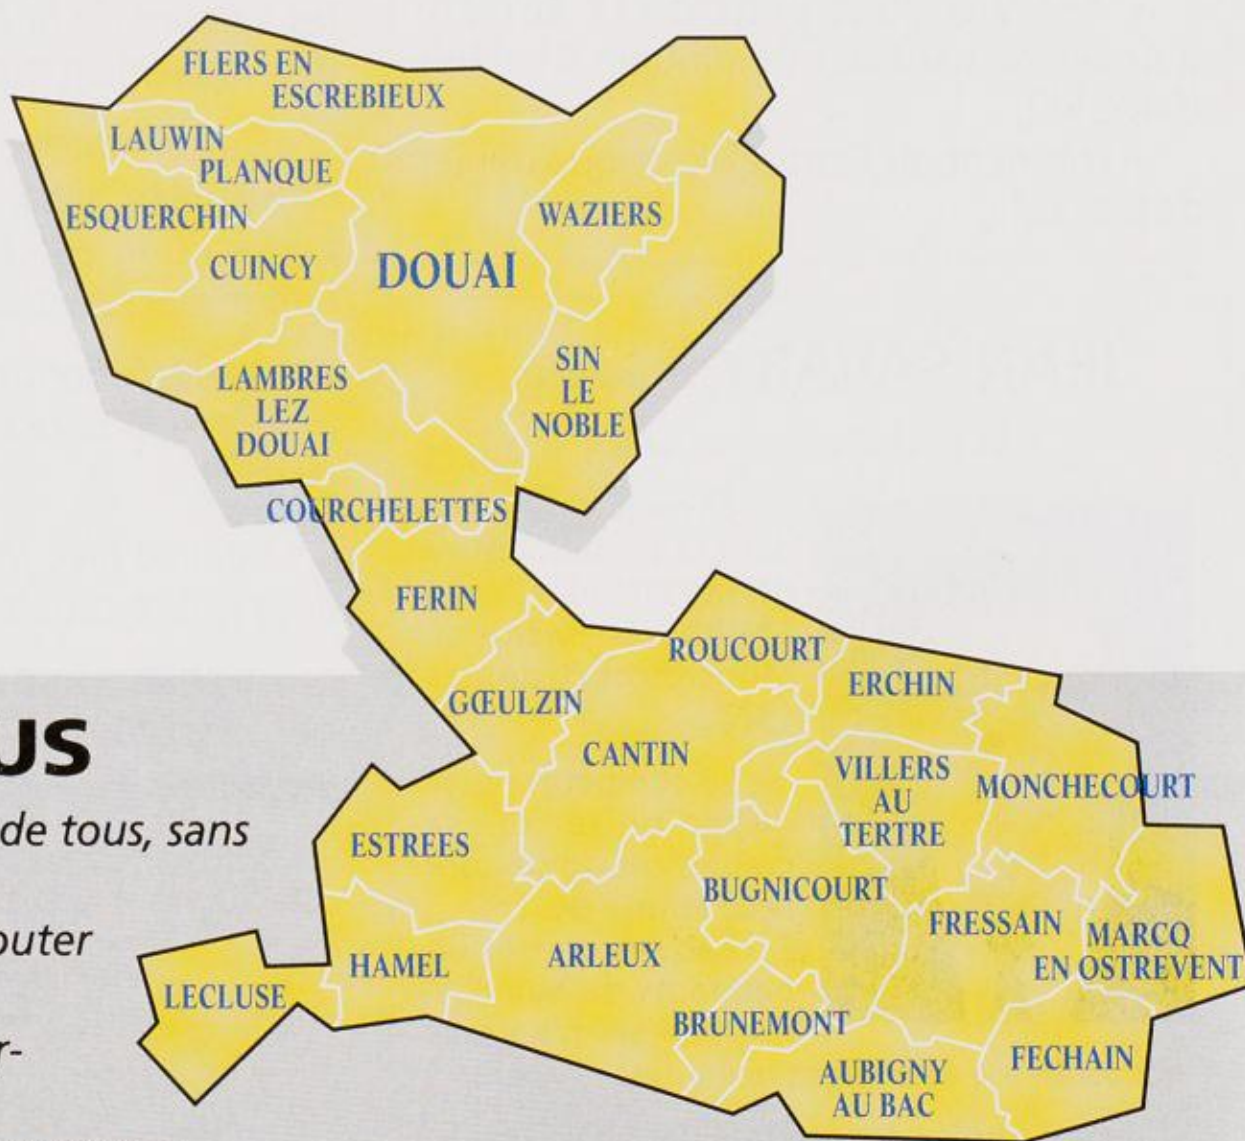 FLERS EN
ESCREBIEUX
LAUWIN
PLANQUE
ESQUERCHIN
WAZIERS
CUINCY
DOUAI
LAMBRES
LEZ
DOUAI
SIN
LE
NOBLE
COURCHELETTES
FERIN
ROUCOURT
ERCHIN
GŒULZIN
CANTIN
VILLERS
AU
TERTRE
MONCHECOURT
ESTREES
BUGNICOURT
FRESSAIN
MARCQ
EN OSTREVENT
ARLEUX
HAMEL
LECLUSE
BRUNEMONT
AUBIGNY
AU BAC
FECHAIN
US
de tous, sans
outer
r-